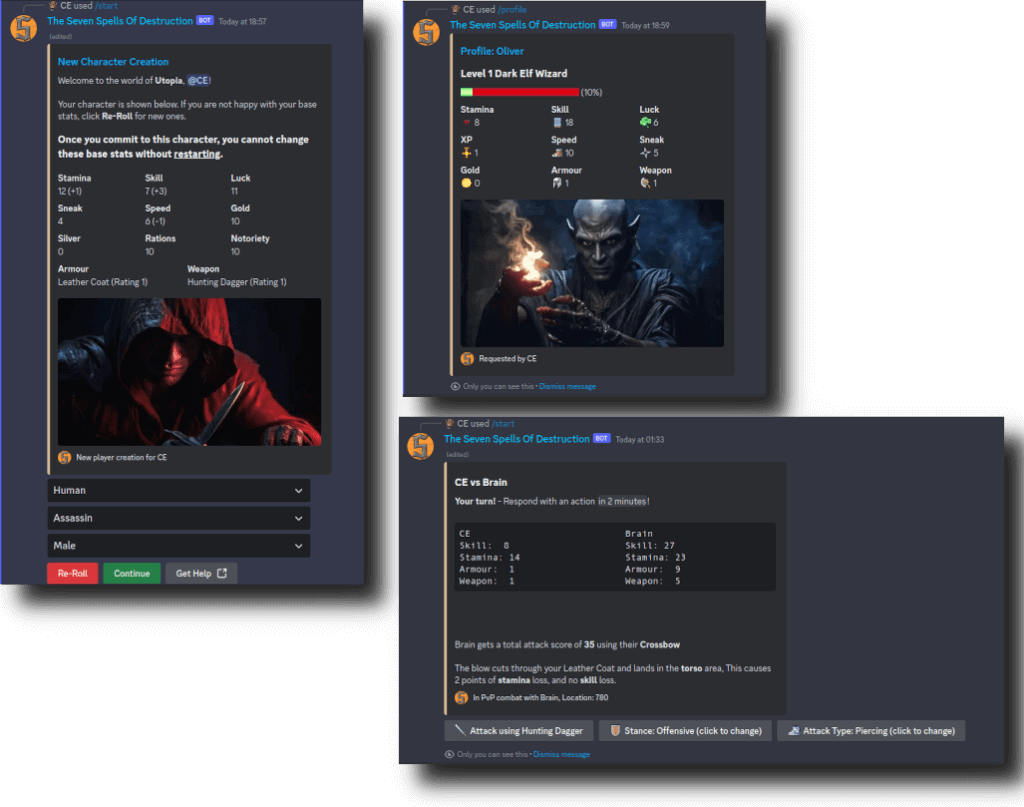 CE used /start
The Seven Spells Of Destruction BOT Today at 18:57
(edited)
New Character Creation
Welcome to the world of Utopia, @CE!
Your character is shown below. If you are not happy with your base
stats, click Re-Roll for new ones.
Once you commit to this character, you cannot change
these base stats without restarting.
Stamina Skill Luck
12 (+1) 7 (+3) 11
Sneak Speed Gold
4 6 (-1) 10
Silver Rations Notoriety
0 10 10
Armour Weapon
Leather Coat (Rating 1) Hunting Dagger (Rating 1)
New player creation for CE
Human
Assassin
Male
Re-Roll Continue Get Help
CE used /profile
The Seven Spells Of Destruction BOT Today at 18:59
Profile: Oliver
Level 1 Dark Elf Wizard
(10%)
Stamina Skill Luck
8 18 6
XP Speed Sneak
1 10 5
Gold Armour Weapon
0 1 1
Requested by CE
Only you can see this • Dismiss message
CE used /start
The Seven Spells Of Destruction BOT Today at 01:33
(edited)
CE vs Brain
Your turn! - Respond with an action in 2 minutes!
CE Brain
Skill: 8 Skill: 27
Stamina: 14 Stamina: 23
Armour: 1 Armour: 9
Weapon: 1 Weapon: 5
Brain gets a total attack score of 35 using their Crossbow
The blow cuts through your Leather Coat and lands in the torso area, This causes
2 points of stamina loss, and no skill loss.
In PvP combat with Brain, Location: 780
Attack using Hunting Dagger Stance: Offensive (click to change) Attack Type: Piercing (click to change)
Only you can see this • Dismiss message